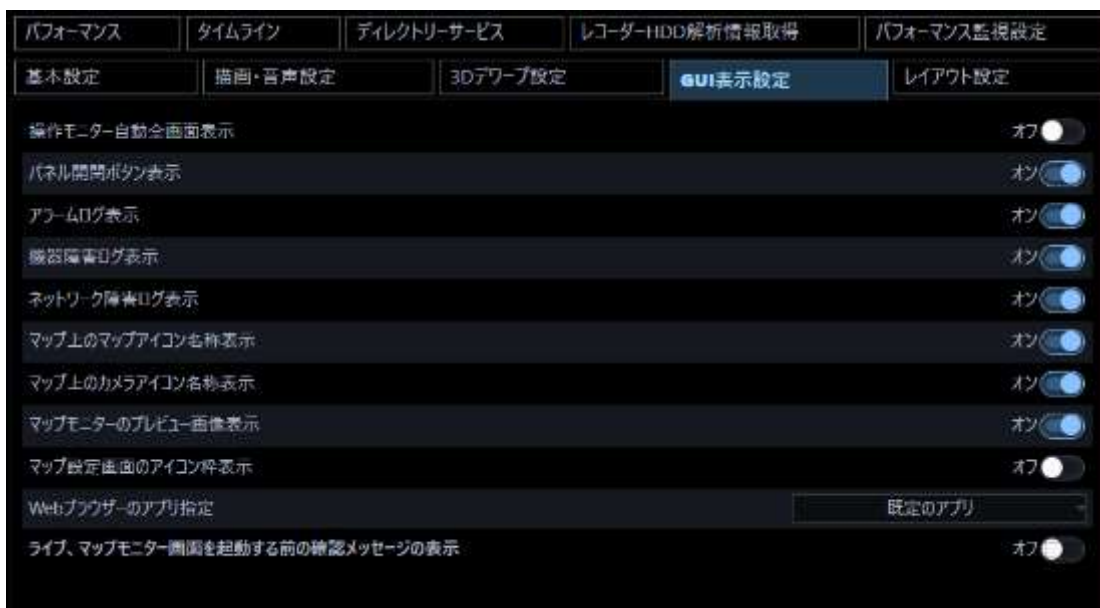 パフォーマンス タイムライン ディレクトリーサービス レコーダーHDD解析情報取得 パフォーマンス監視設定
基本設定 描画・音声設定 3Dデワープ設定 GUI表示設定 レイアウト設定
操作モニター自動全画面表示 オフ
パネル開閉ボタン表示 オン
アラームログ表示 オン
機器障害ログ表示 オン
ネットワーク障害ログ表示 オン
マップ上のマップアイコン名称表示 オン
マップ上のカメラアイコン名称表示 オン
マップモニターのプレビュー画像表示 オン
マップ設定画面のアイコン枠表示 オフ
Webブラウザーのアプリ指定 既定のアプリ
ライブ、マップモニター画面を起動する前の確認メッセージの表示 オフ